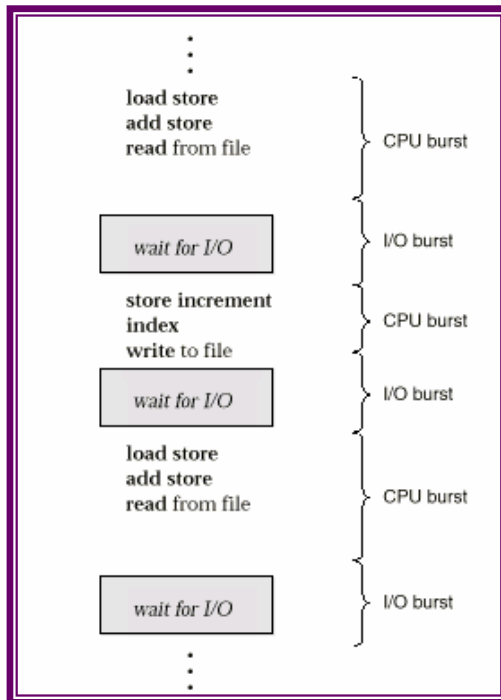 load store
add store
read from file
CPU burst
wait for I/O
I/O burst
store increment
index
write to file
CPU burst
wait for I/O
I/O burst
load store
add store
read from file
CPU burst
wait for I/O
I/O burst